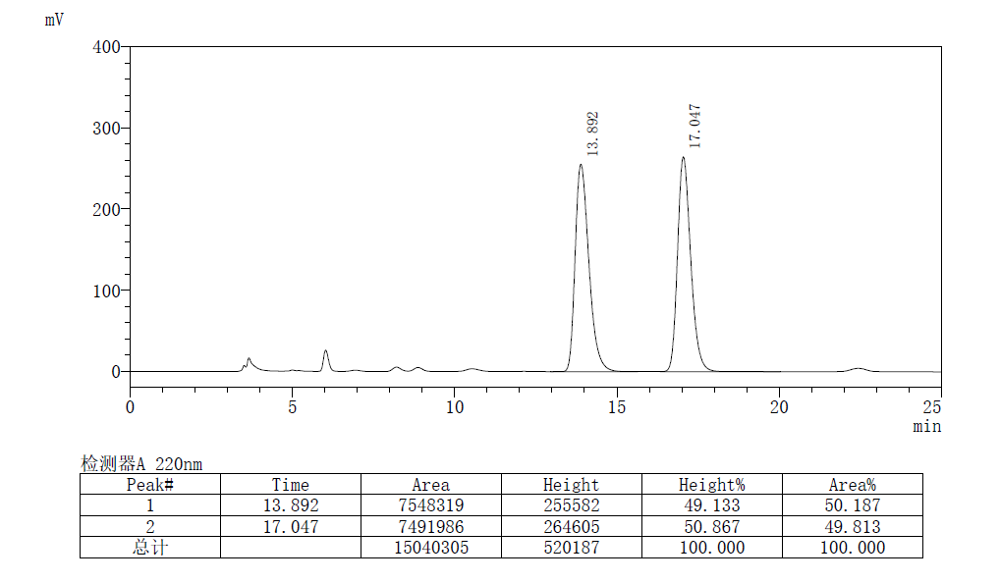 mV
400
300
200
100
0
13.892
17.047
0 5 10 15 20 25
min
检测器A 220nm
Peak# Time Area Height Height% Area%
1 13.892 7548319 255582 49.133 50.187
2 17.047 7491986 264605 50.867 49.813
总计 15040305 520187 100.000 100.000